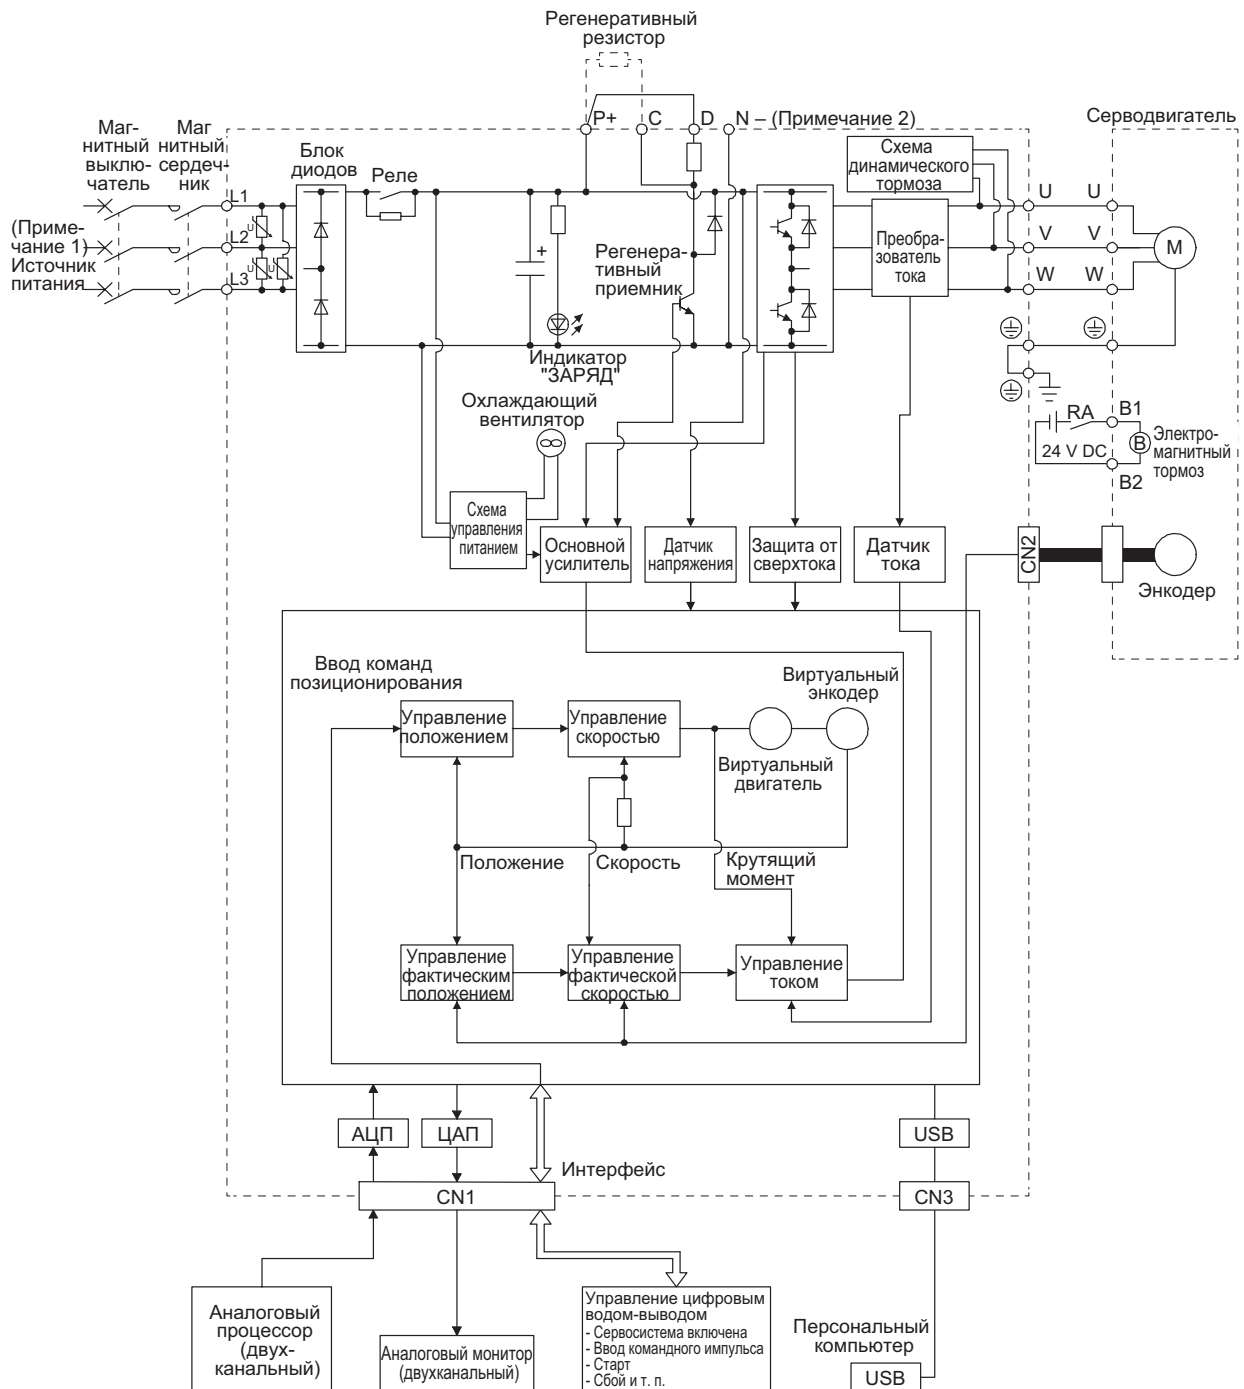 Регенеративный
резистор
P+
C
D
N – (Примечание 2)
Серводвигатель
Маг-
нитный
выклю-
чатель
Маг
нитный
сердеч-
ник
Блок
диодов
Реле
Схема
динамического
тормоза
L1
L2
L3
(Приме-
чание 1)
Источник
питания
U
U
U
+
Регенера-
тивный
приемник
Преобра-
зователь
тока
U
U
V
V
W
W
M
Индикатор
"ЗАРЯД"
Охлаждающий
вентилятор
RA
24 V DC
B1
B
B2
Электро-
магнитный
тормоз
Схема
управления
питанием
Основной
усилитель
Датчик
напряжения
Защита от
сверхтока
Датчик
тока
CN2
Энкодер
Ввод команд
позиционирования
Виртуальный
энкодер
Управление
положением
Управление
скоростью
Виртуальный
двигатель
Положение
Скорость
Крутящий
момент
Управление
фактическим
положением
Управление
фактической
скоростью
Управление
током
АЦП
ЦАП
USB
Интерфейс
CN1
CN3
Аналоговый
процессор
(двух-
канальный)
Аналоговый монитор
(двухканальный)
Управление цифровым
водом-выводом
- Сервосистема включена
- Ввод командного импульса
- Старт
- Сбой и т. п.
Персональный
компьютер
USB